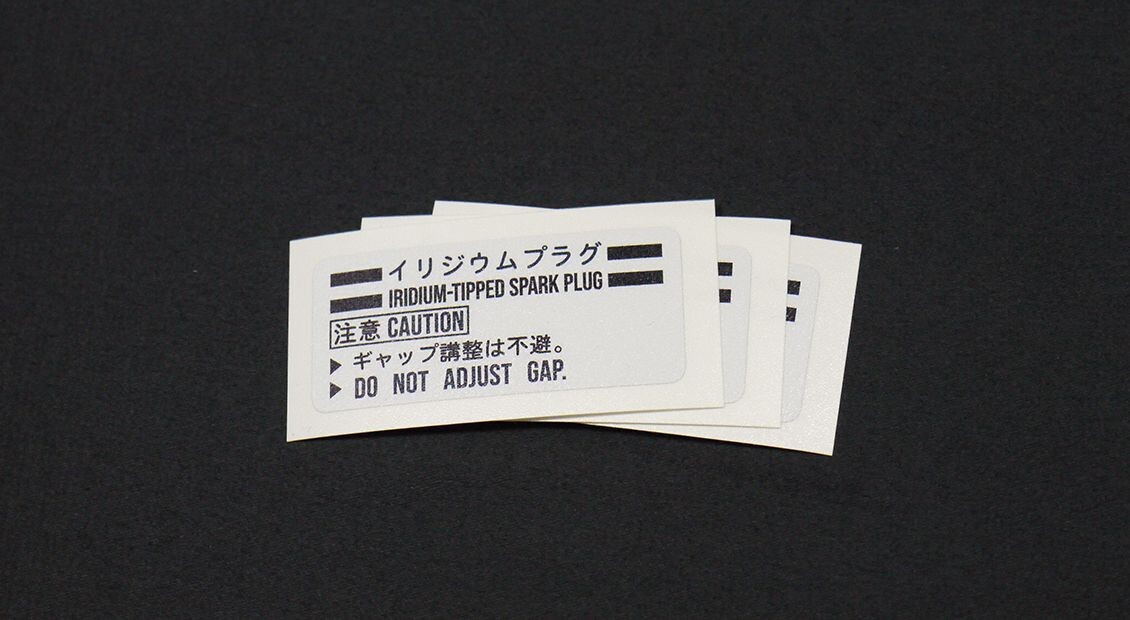 イリジウムプラグ
IRIDIUM-TIPPED SPARK PLUG
注意 CAUTION
▶ ギャップ講整は不避。
▶ DO NOT ADJUST GAP.